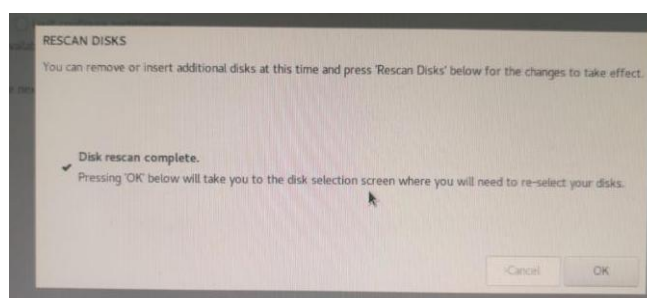 RESCAN DISKS
You can remove or insert additional disks at this time and press 'Rescan Disks' below for the changes to take effect.
Disk rescan complete.
Pressing 'OK' below will take you to the disk selection screen where you will need to re-select your disks.
Cancel
OK